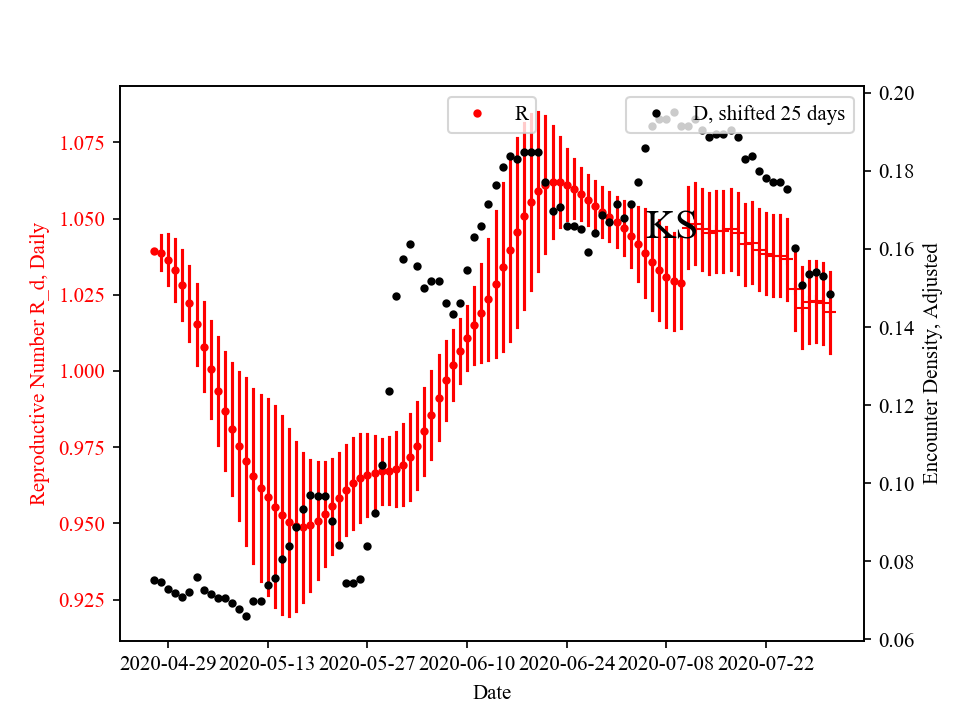 R
D, shifted 25 days
KS
Reproductive Number R_d, Daily
1.075
1.050
1.025
1.000
0.975
0.950
0.925
0.20
0.18
0.16
0.14
0.12
0.10
0.08
0.06
Encounter Density, Adjusted
2020-04-29 2020-05-13 2020-05-27 2020-06-10 2020-06-24 2020-07-08 2020-07-22
Date